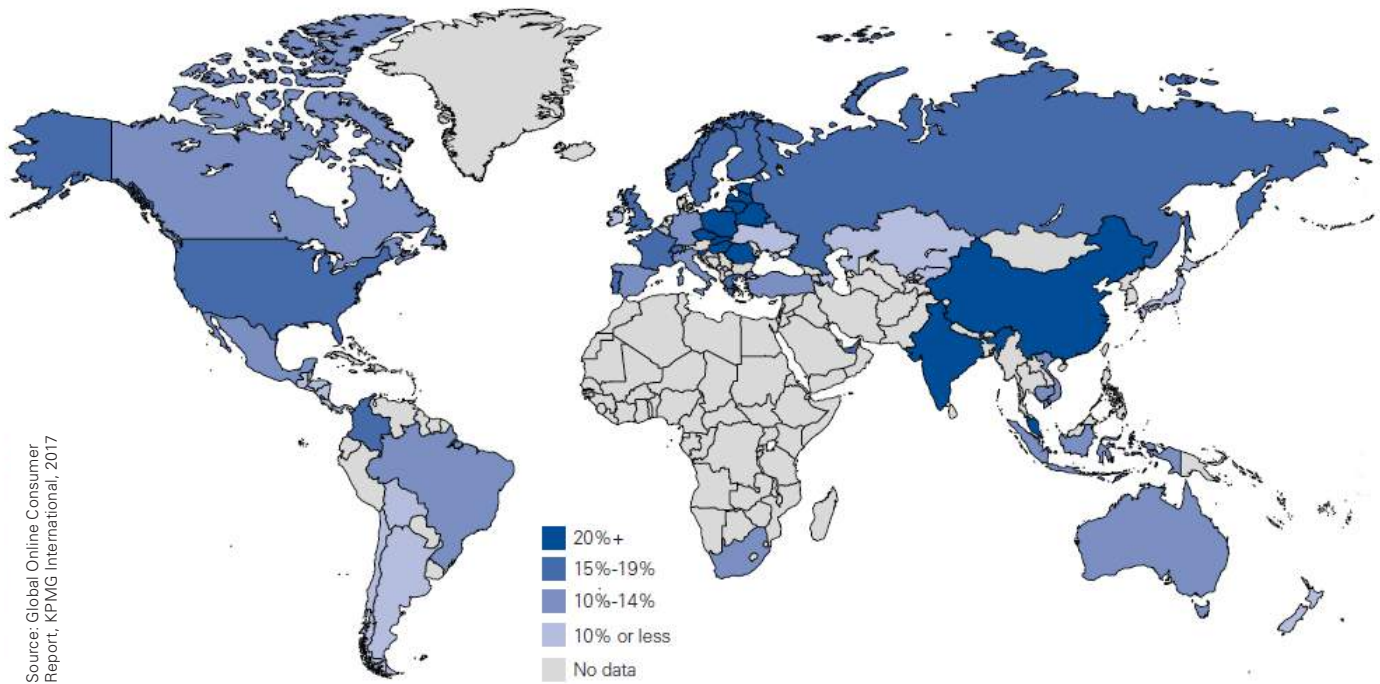 20%+
15%-19%
10%-14%
10% or less
No data
Source: Global Online Consumer
Report, KPMG International, 2017